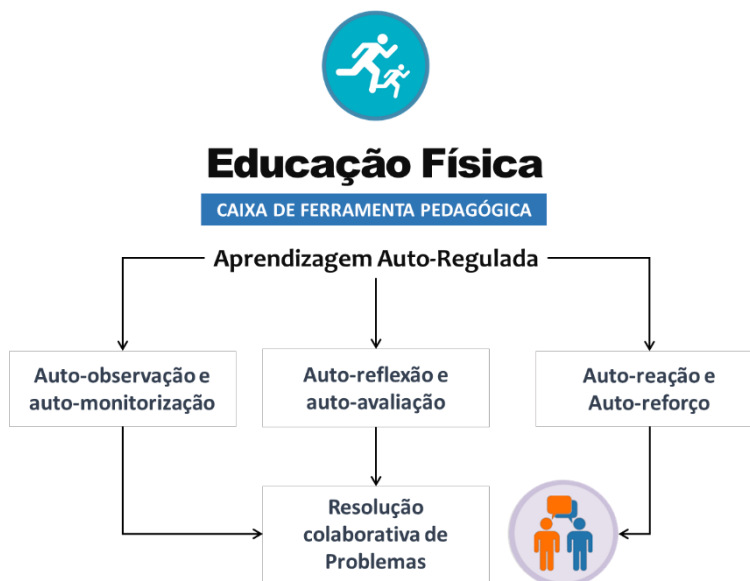 Educação Física
CAIXA DE FERRAMENTA PEDAGÓGICA
Aprendizagem Auto-Regulada
Auto-observação e
auto-monitorização
Auto-reflexão e
auto-avaliação
Auto-reação e
Auto-reforço
Resolução
colaborativa de
Problemas